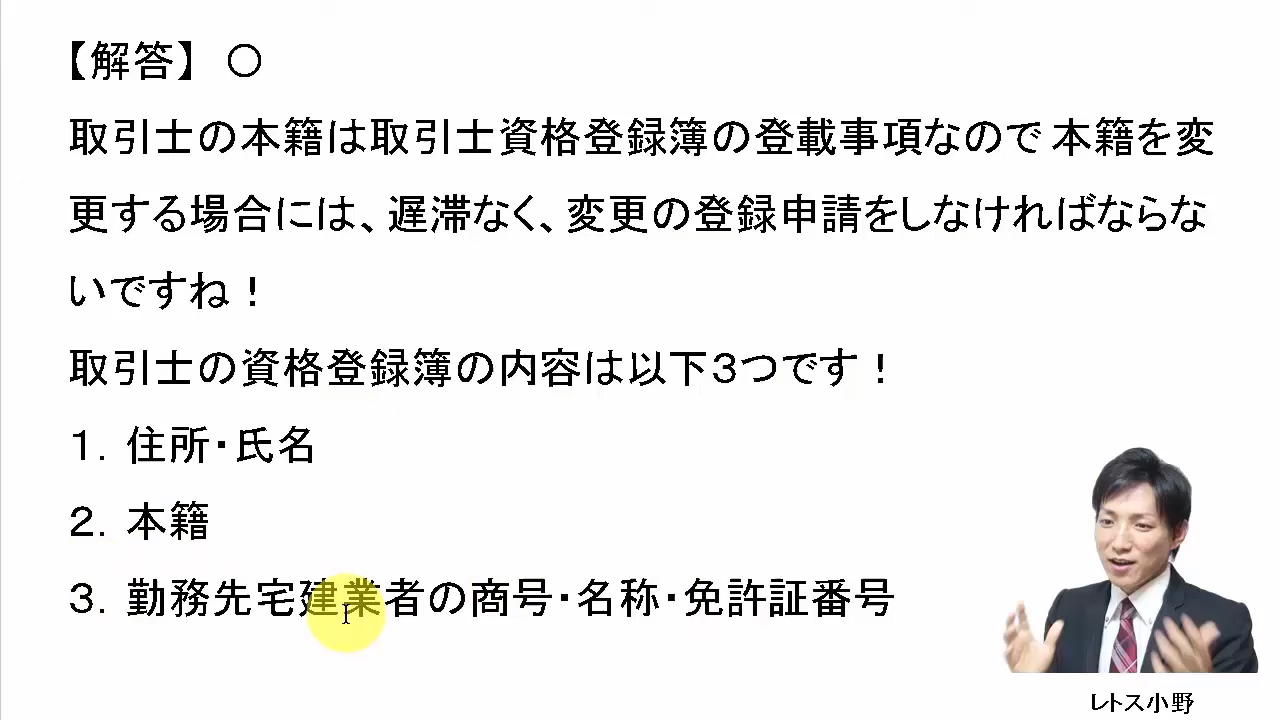 【解答】 ○
取引士の本籍は取引士資格登録簿の登載事項なので 本籍を変
更する場合には、遅滞なく、変更の登録申請をしなければならな
いですね！
取引士の資格登録簿の内容は以下３つです！
１．住所・氏名
２．本籍
３．勤務先宅建業者の商号・名称・免許証番号
レトス小野